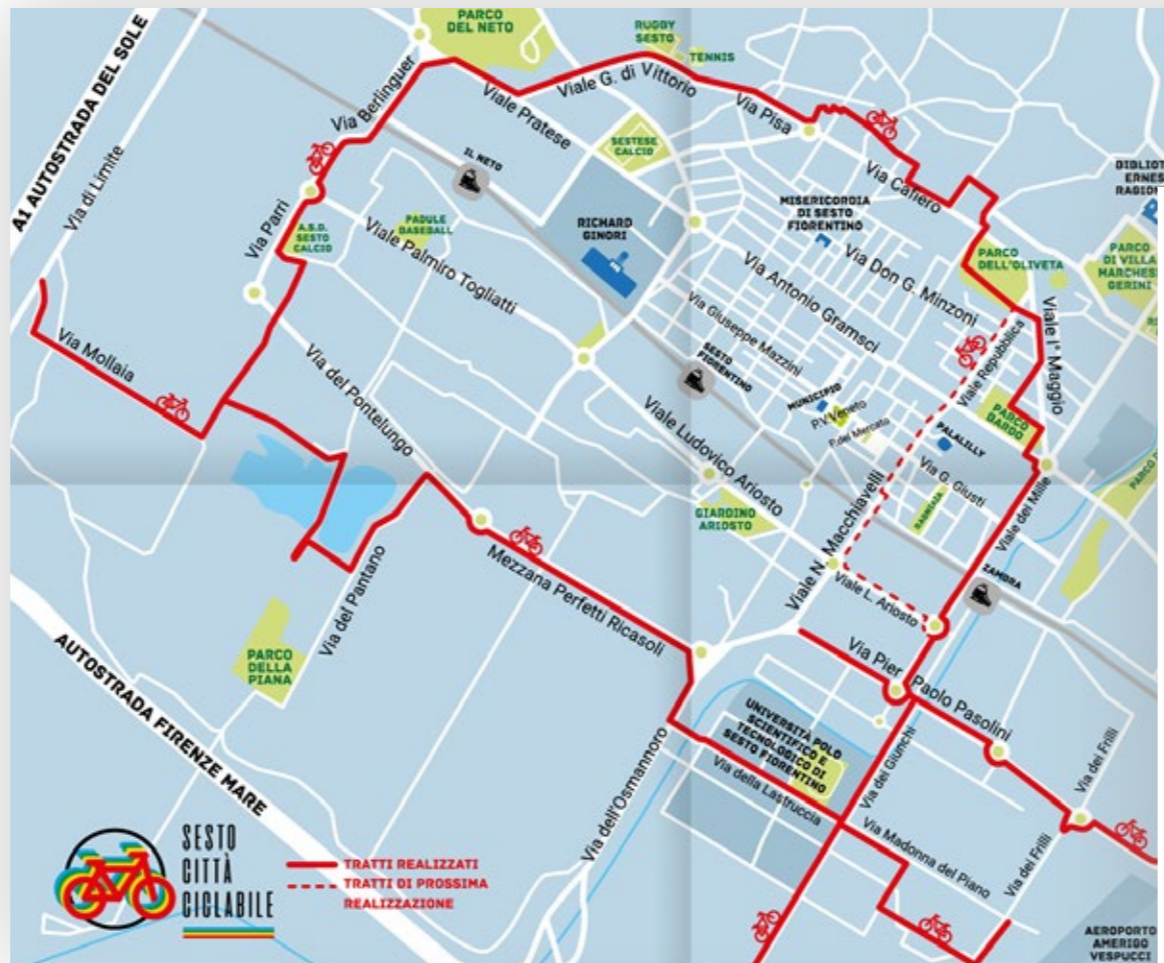 PARCO
DEL NETO
RUGBY
SESTO
TENNIS
A1 AUTOSTRADA DEL SOLE
Via di Limite
Via Berlinguer
Viale Pratese
Viale G. di Vittorio
Via Pisa
SESTESE
CALCIO
IL NETO
Via Cafiero
MISERICORDIA
DI SESTO
FIORENTINO
BIBLIOT
ERNES
RAGION
Via Parri
A.S.D.
SESTO
CALCIO
PADULE
BASEBALL
Viale Palmiro Togliatti
RICHARD
GINORI
Via Antonio Gramsci
Via Don G. Minzoni
PARCO
DELL'OLIVETA
PARCO
DI VILLA
MARCHESI
GERINI
Via Giuseppe Mazzini
Viale Repubblica
Viale I° Maggio
Via Mollaia
Via del Pontelungo
SESTO
FIORENTINO
MUNICIPIO
P.V. Veneto
P.del Mercato
PALALILLY
Viale Ludovico Ariosto
Via G. Giusti
GIARDINO
ARIOSTO
Viale N. Macchiavelli
Viale dei Mille
ZAMBRA
Viale L. Ariosto
Mezzana Perfetti Ricasoli
Via del Pantano
PARCO
DELLA
PIANA
AUTOSTRADA FIRENZE MARE
Via Pier Paolo Pasolini
UNIVERSITÀ POLO
SCIENTIFICO E
TECNOLOGICO DI
SESTO FIORENTINO
Via dell'Osmannoro
Via della Lastruccia
Via dei Giunchi
Via dei Frilli
Via Madonna del Piano
Via dei Frilli
SESTO
CITTÀ
CICLABILE
TRATTI REALIZZATI
TRATTI DI PROSSIMA
REALIZZAZIONE
AEROPORTO
AMERIGO
VESPUCCI